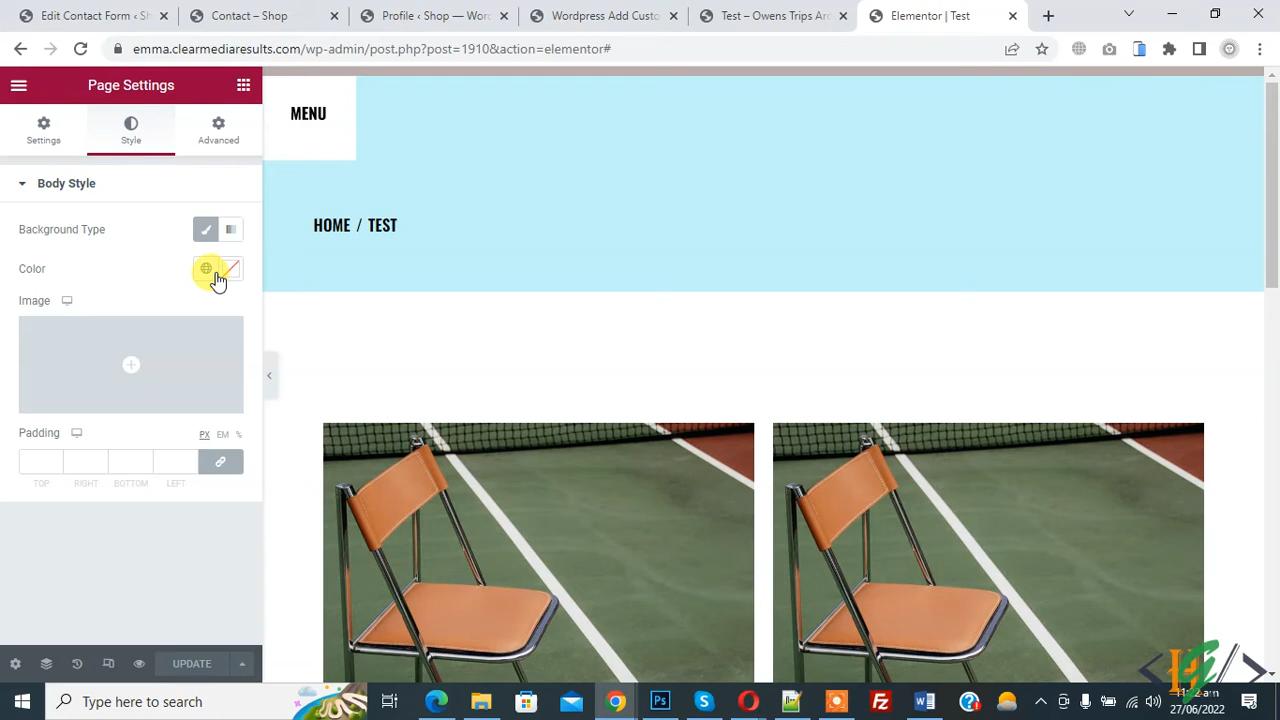 Edit Contact Form ‹ Sh
Contact – Shop
Profile ‹ Shop — Wor
Wordpress Add Custo
Test – Owens Trips Arc
Elementor | Test
emma.clearmediaresults.com/wp-admin/post.php?post=1910&action=elementor#
Page Settings
Settings
Style
Advanced
Body Style
Background Type
Color
Image
Padding
PX EM %
TOP RIGHT BOTTOM LEFT
UPDATE
MENU
HOME / TEST
Type here to search
27/06/2022